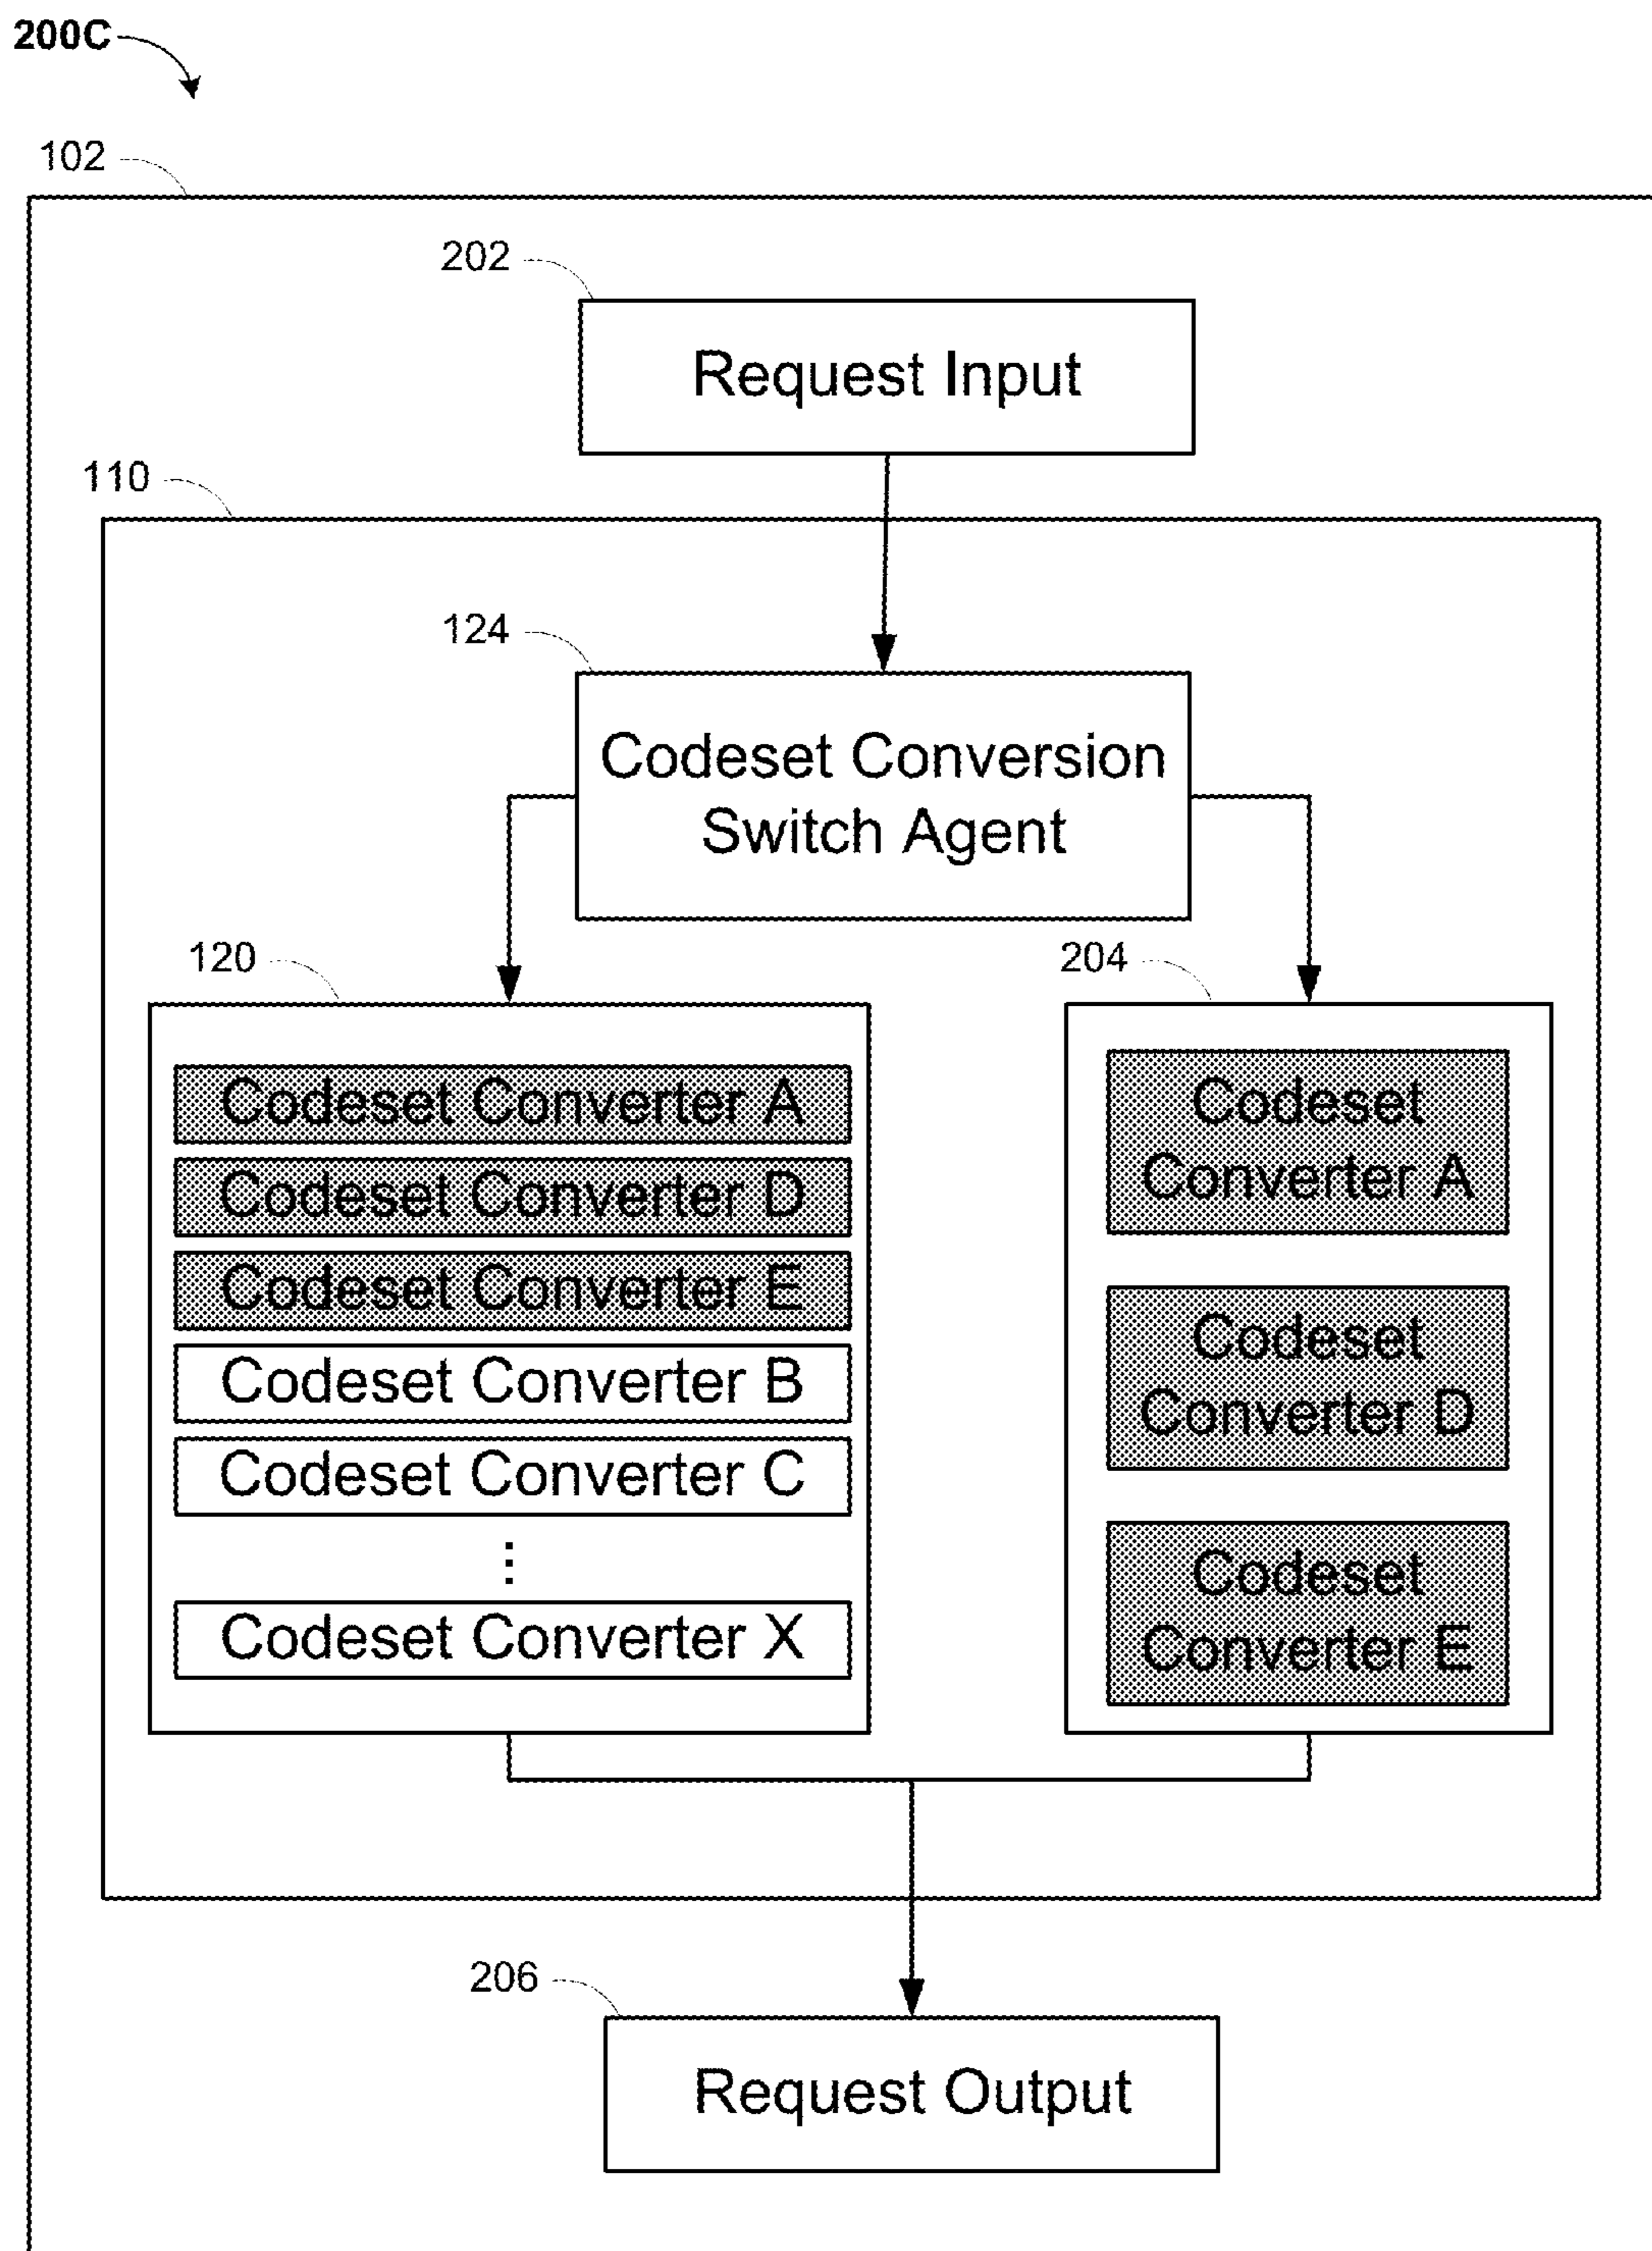 200C
102
202
Request Input
110
124
Codeset Conversion
Switch Agent
120
Codeset Converter A
Codeset Converter D
Codeset Converter E
Codeset Converter B
Codeset Converter C
⋮
Codeset Converter X
204
Codeset
Converter A
Codeset
Converter D
Codeset
Converter E
206
Request Output